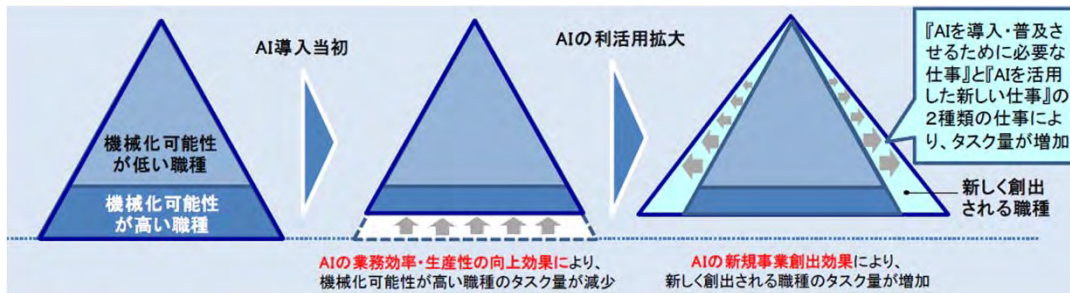 AI導入当初
AIの利活用拡大
『AIを導入・普及さ
せるために必要な
仕事』と『AIを活用
した新しい仕事』の
2種類の仕事によ
り、タスク量が増加
機械化可能性
が低い職種
機械化可能性
が高い職種
新しく創出
される職種
AIの業務効率・生産性の向上効果により、
機械化可能性が高い職種のタスク量が減少
AIの新規事業創出効果により、
新しく創出される職種のタスク量が増加